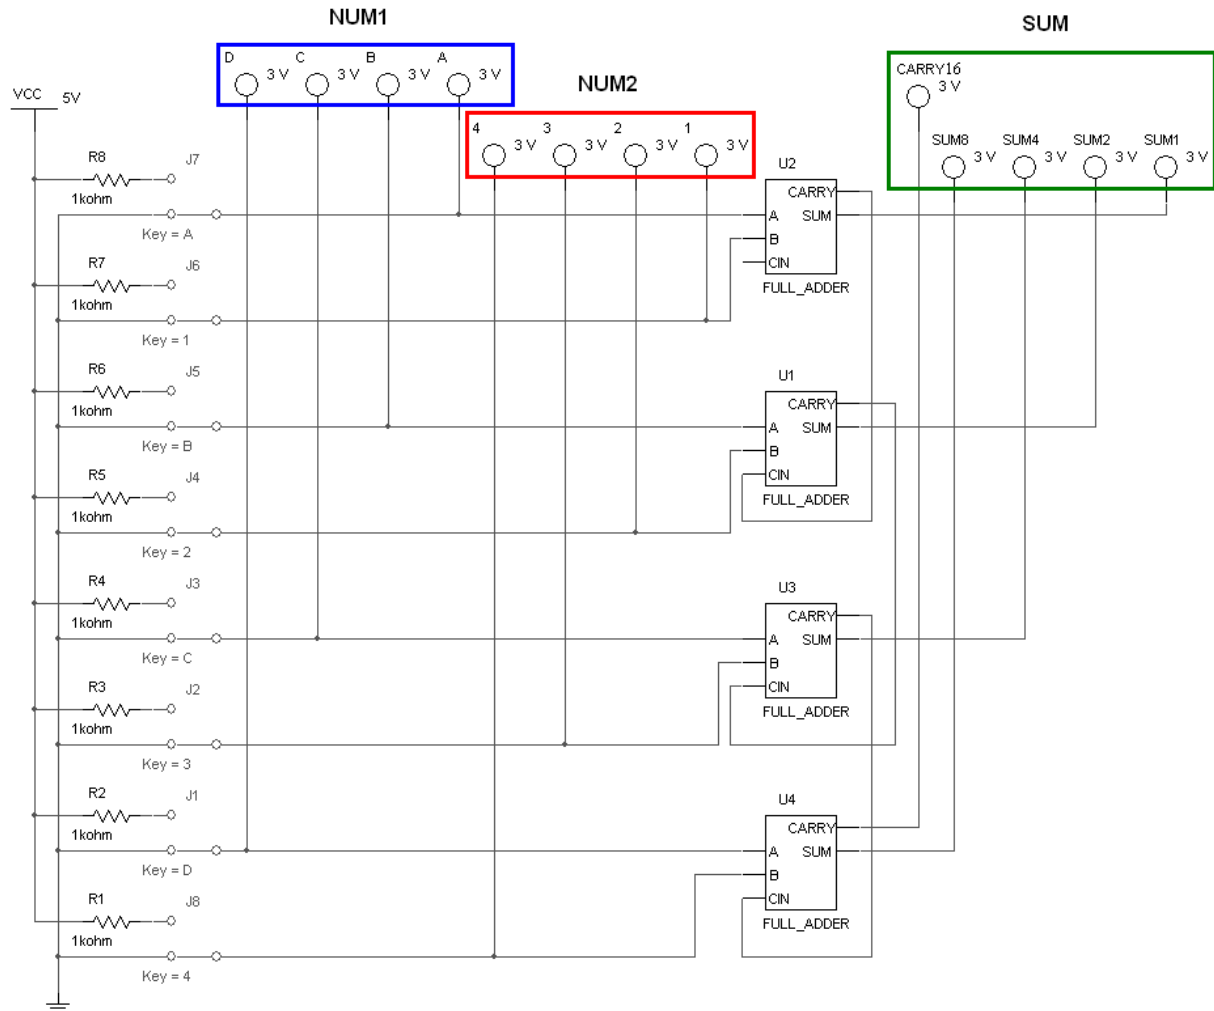 NUM1
SUM
D
C
B
A
3 V
3 V
3 V
3 V
NUM2
CARRY16
3 V
VCC
5V
4
3
2
1
3 V
3 V
3 V
3 V
SUM8
SUM4
SUM2
SUM1
3 V
3 V
3 V
3 V
R8
J7
1kohm
Key = A
U2
CARRY
A
SUM
B
CIN
FULL_ADDER
R7
J6
1kohm
Key = 1
R6
J5
1kohm
Key = B
U1
CARRY
A
SUM
B
CIN
FULL_ADDER
R5
J4
1kohm
Key = 2
R4
J3
1kohm
Key = C
U3
CARRY
A
SUM
B
CIN
FULL_ADDER
R3
J2
1kohm
Key = 3
R2
J1
1kohm
Key = D
U4
CARRY
A
SUM
B
CIN
FULL_ADDER
R1
J8
1kohm
Key = 4